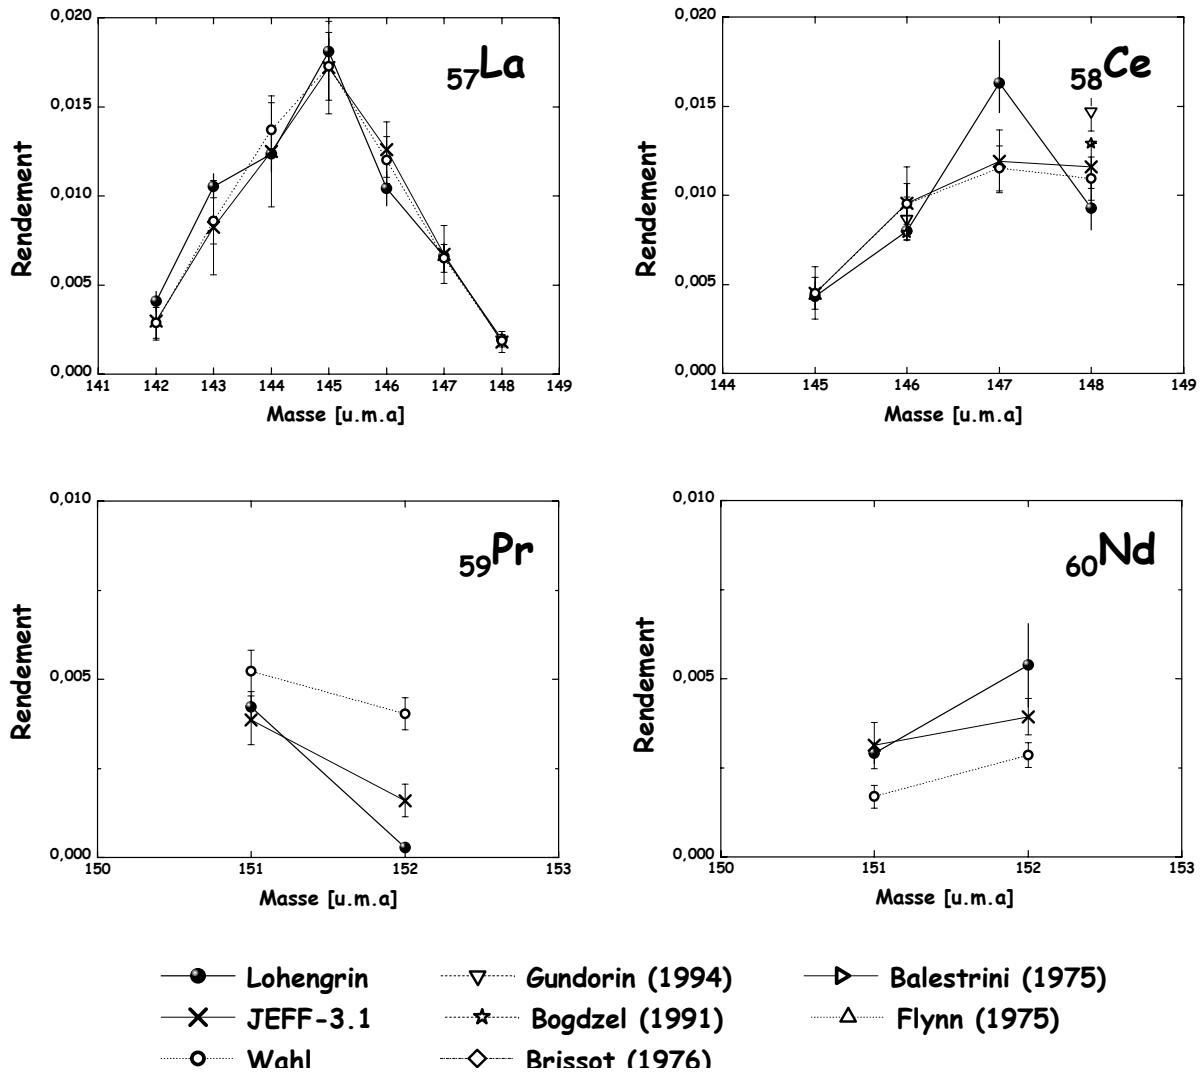 0,020
0,015
0,010
0,005
0,000
Rendement
57La
141 142 143 144 145 146 147 148 149
Masse [u.m.a]
0,020
0,015
0,010
0,005
0,000
Rendement
58Ce
144 145 146 147 148 149
Masse [u.m.a]
0,010
0,005
0,000
Rendement
59Pr
150 151 152 153
Masse [u.m.a]
0,010
0,005
0,000
Rendement
60Nd
150 151 152 153
Masse [u.m.a]
Lohengrin Gundorin (1994) Balestrini (1975)
JEFF-3.1 Bogdzel (1991) Flynn (1975)
Wahl Brissot (1976)